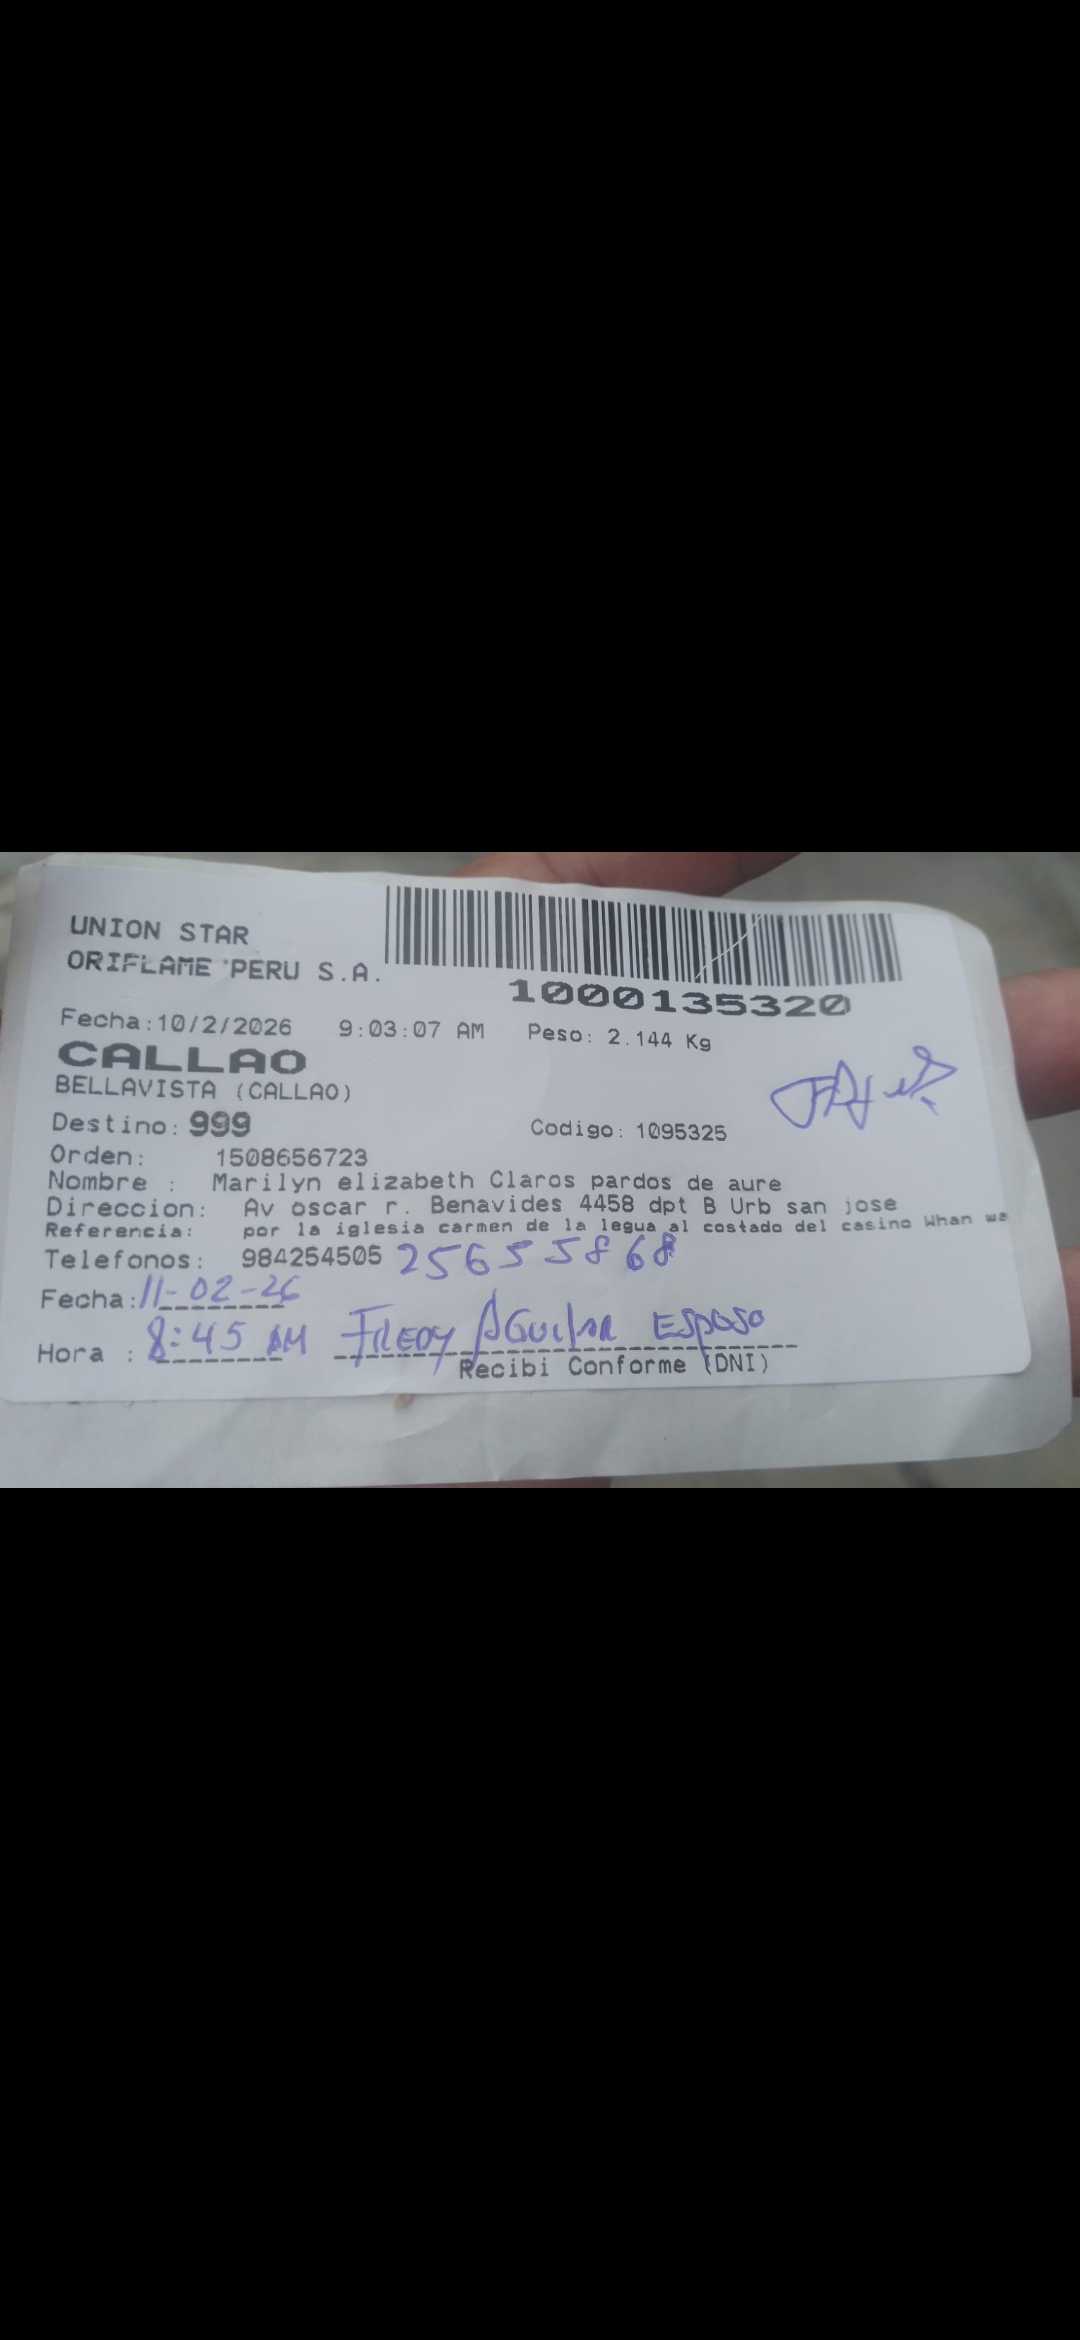 UNION STAR
ORIFLAME PERU S.A.
1000135320
Fecha:10/2/2026 9:03:07 AM Peso: 2.144 Kg
CALLAO
BELLAVISTA (CALLAO)
Destino: 999 Codigo: 1095325
Orden: 1508656723
Nombre : Marilyn elizabeth Claros pardos de aure
Direccion: Av oscar r. Benavides 4458 dpt B Urb san jose
Referencia: por la iglesia carmen de la legua al costado del casino Whan wa
Telefonos: 984254505 25655868
Fecha: 11-02-26
Hora : 8:45 AM FREDY AGUILAR ESPOSO
Recibi Conforme (DNI)